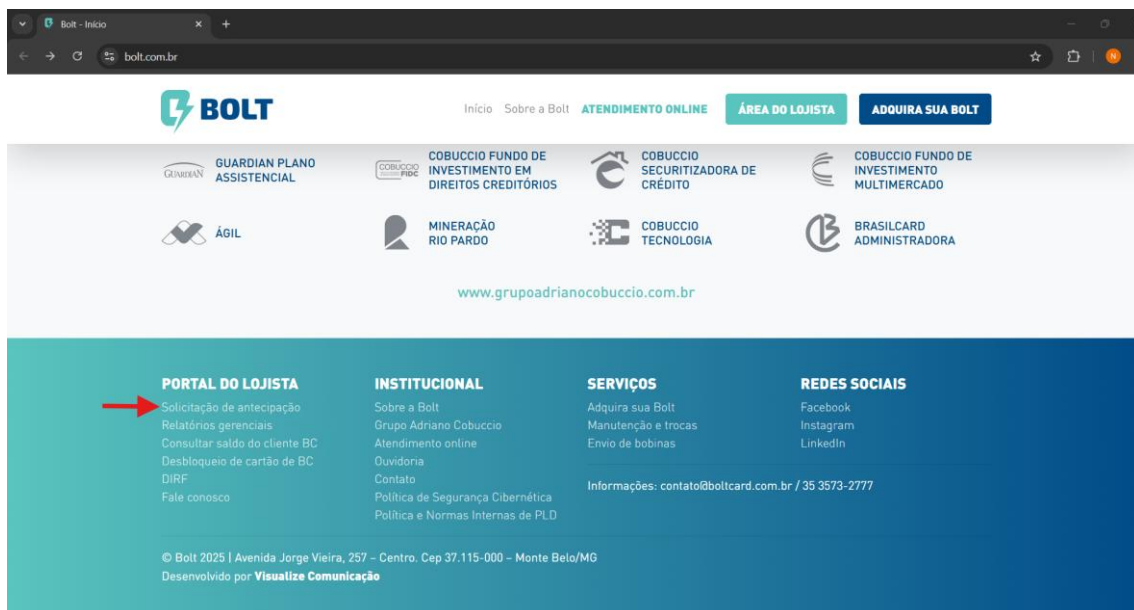 Bolt - Início
bolt.com.br
BOLT
Início Sobre a Bolt ATENDIMENTO ONLINE ÁREA DO LOJISTA ADQUIRA SUA BOLT
GUARDIAN
GUARDIAN PLANO
ASSISTENCIAL
COBUCCIO
FIDC
COBUCCIO FUNDO DE
INVESTIMENTO EM
DIREITOS CREDITÓRIOS
COBUCCIO
SECURITIZADORA DE
CRÉDITO
COBUCCIO FUNDO DE
INVESTIMENTO
MULTIMERCADO
ÁGIL
MINERAÇÃO
RIO PARDO
COBUCCIO
TECNOLOGIA
BRASILCARD
ADMINISTRADORA
www.grupoadrianocobuccio.com.br
PORTAL DO LOJISTA
Solicitação de antecipação
Relatórios gerenciais
Consultar saldo do cliente BC
Desbloqueio de cartão de BC
DIRF
Fale conosco
INSTITUCIONAL
Sobre a Bolt
Grupo Adriano Cobuccio
Atendimento online
Ouvidoria
Contato
Política de Segurança Cibernética
Política e Normas Internas de PLD
SERVIÇOS
Adquira sua Bolt
Manutenção e trocas
Envio de bobinas
REDES SOCIAIS
Facebook
Instagram
LinkedIn
Informações: contato@boltcard.com.br / 35 3573-2777
© Bolt 2025 | Avenida Jorge Vieira, 257 – Centro. Cep 37.115-000 – Monte Belo/MG
Desenvolvido por Visualize Comunicação